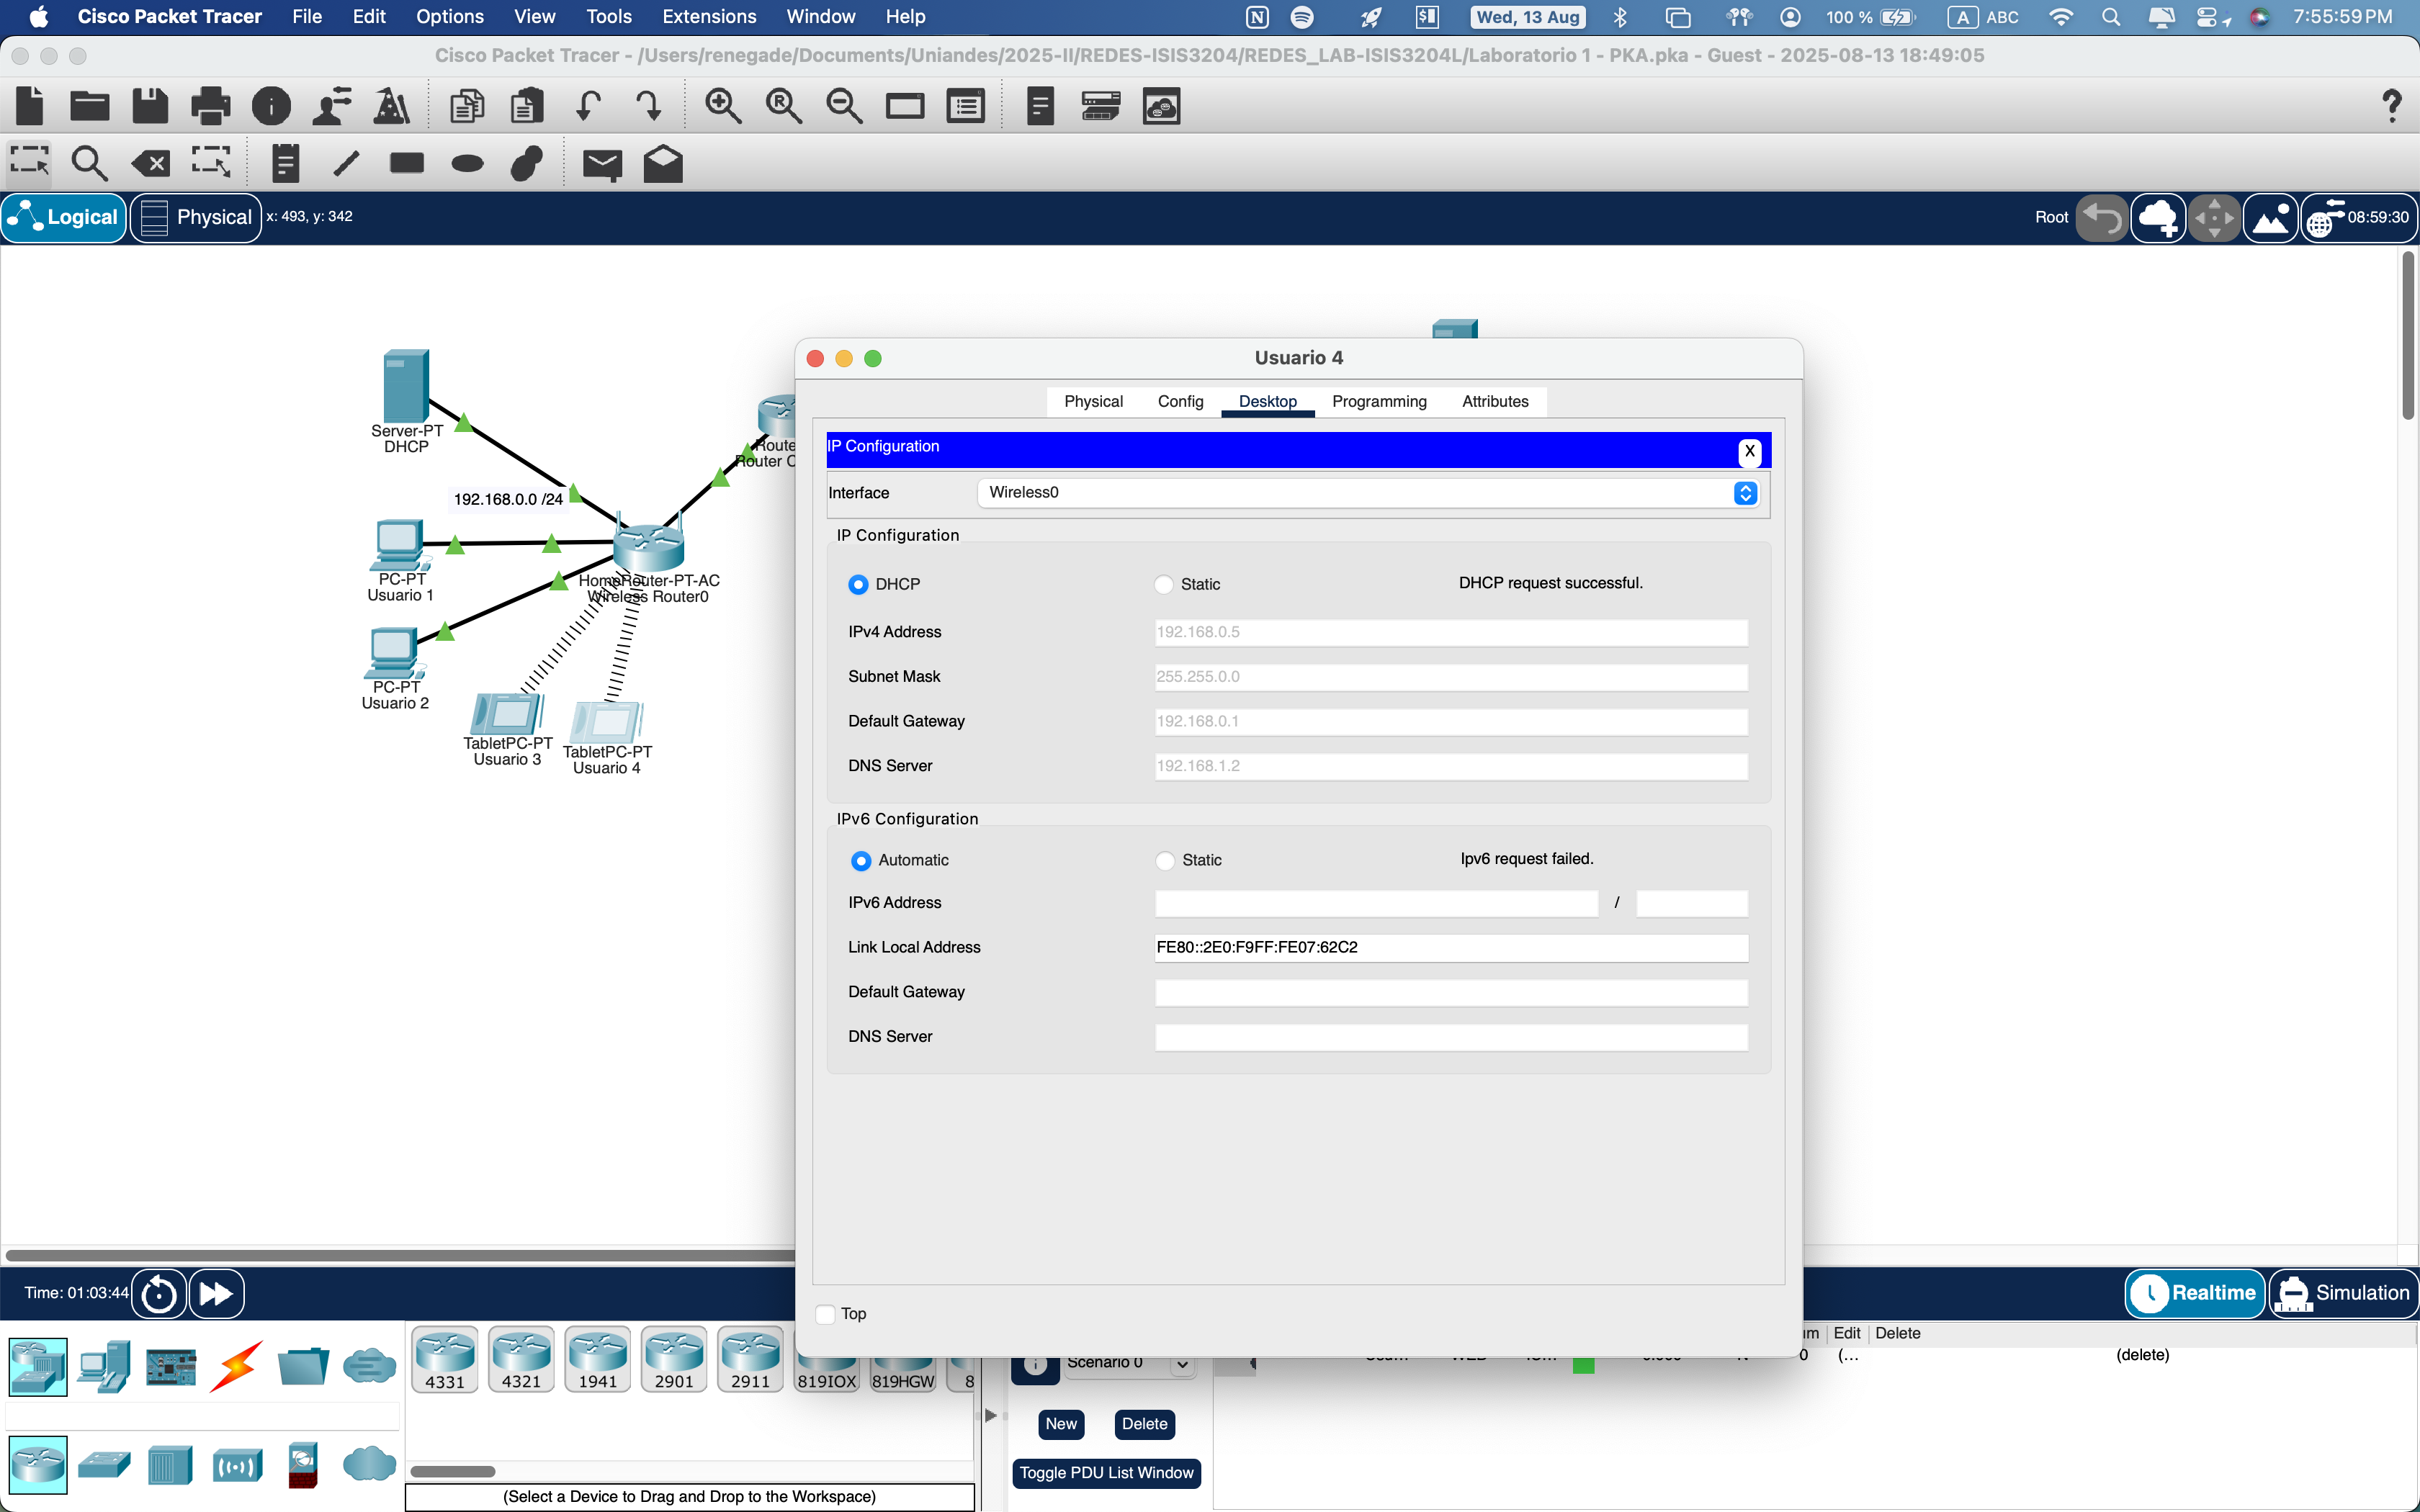 Cisco Packet Tracer File Edit Options View Tools Extensions Window Help Wed, 13 Aug 100 % A ABC 7:55:59 PM
Cisco Packet Tracer - /Users/renegade/Documents/Uniandes/2025-II/REDES-ISIS3204/REDES_LAB-ISIS3204L/Laboratorio 1 - PKA.pka - Guest - 2025-08-13 18:49:05
Logical Physical x: 493, y: 342 Root 08:59:30
Server-PT
DHCP
192.168.0.0 /24
PC-PT
Usuario 1
PC-PT
Usuario 2
HomeRouter-PT-AC
Wireless Router0
TabletPC-PT
Usuario 3
TabletPC-PT
Usuario 4
Route
Router C
Usuario 4
Physical Config Desktop Programming Attributes
IP Configuration X
Interface Wireless0
IP Configuration
DHCP Static DHCP request successful.
IPv4 Address 192.168.0.5
Subnet Mask 255.255.0.0
Default Gateway 192.168.0.1
DNS Server 192.168.1.2
IPv6 Configuration
Automatic Static Ipv6 request failed.
IPv6 Address /
Link Local Address FE80::2E0:F9FF:FE07:62C2
Default Gateway
DNS Server
Top
Time: 01:03:44 Realtime Simulation
4331 4321 1941 2901 2911 819IOX 819HGW 8
(Select a Device to Drag and Drop to the Workspace)
Scenario 0
New Delete
Toggle PDU List Window
Edit Delete
0 (... (delete)